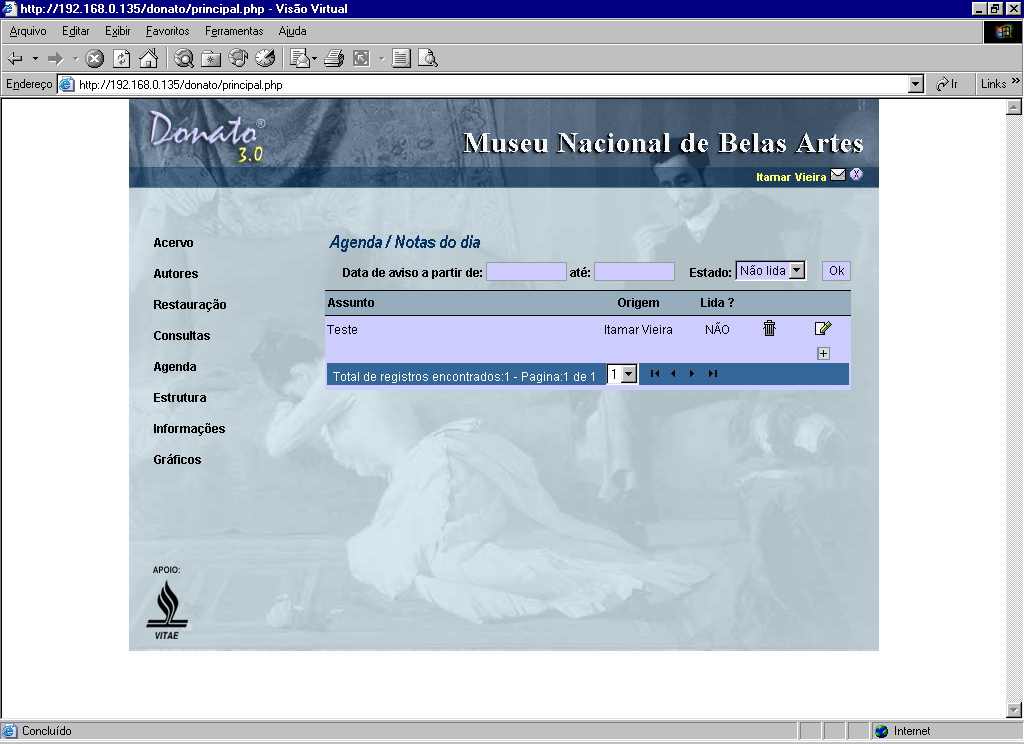 http://192.168.0.135/donato/principal.php - Visão Virtual
Arquivo Editar Exibir Favoritos Ferramentas Ajuda
Endereço http://192.168.0.135/donato/principal.php Ir Links »
Donato®
3.0
Museu Nacional de Belas Artes
Itamar Vieira X
Acervo
Autores
Restauração
Consultas
Agenda
Estrutura
Informações
Gráficos
Agenda / Notas do dia
Data de aviso a partir de: até: Estado: Não lida Ok
Assunto Origem Lida ?
Teste Itamar Vieira NÃO
Total de registros encontrados:1 - Pagina:1 de 1 1
APOIO:
VITAE
Concluído Internet